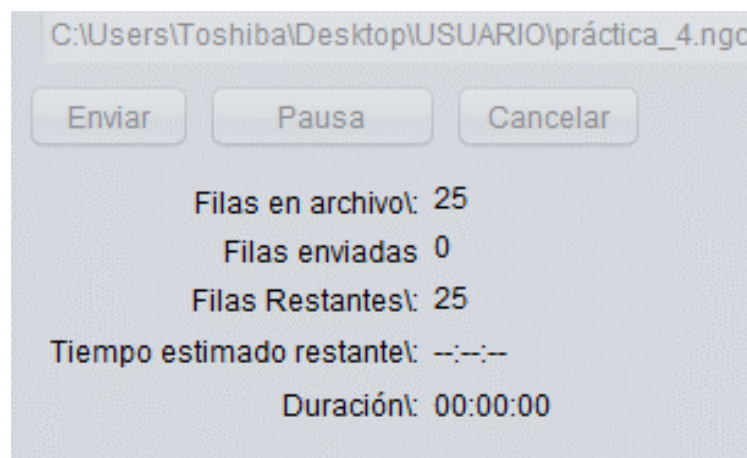 C:\Users\Toshiba\Desktop\USUARIO\práctica_4.ngc
Enviar Pausa Cancelar
Filas en archivo\: 25
Filas enviadas 0
Filas Restantes\: 25
Tiempo estimado restante\: --:--:--
Duración\: 00:00:00